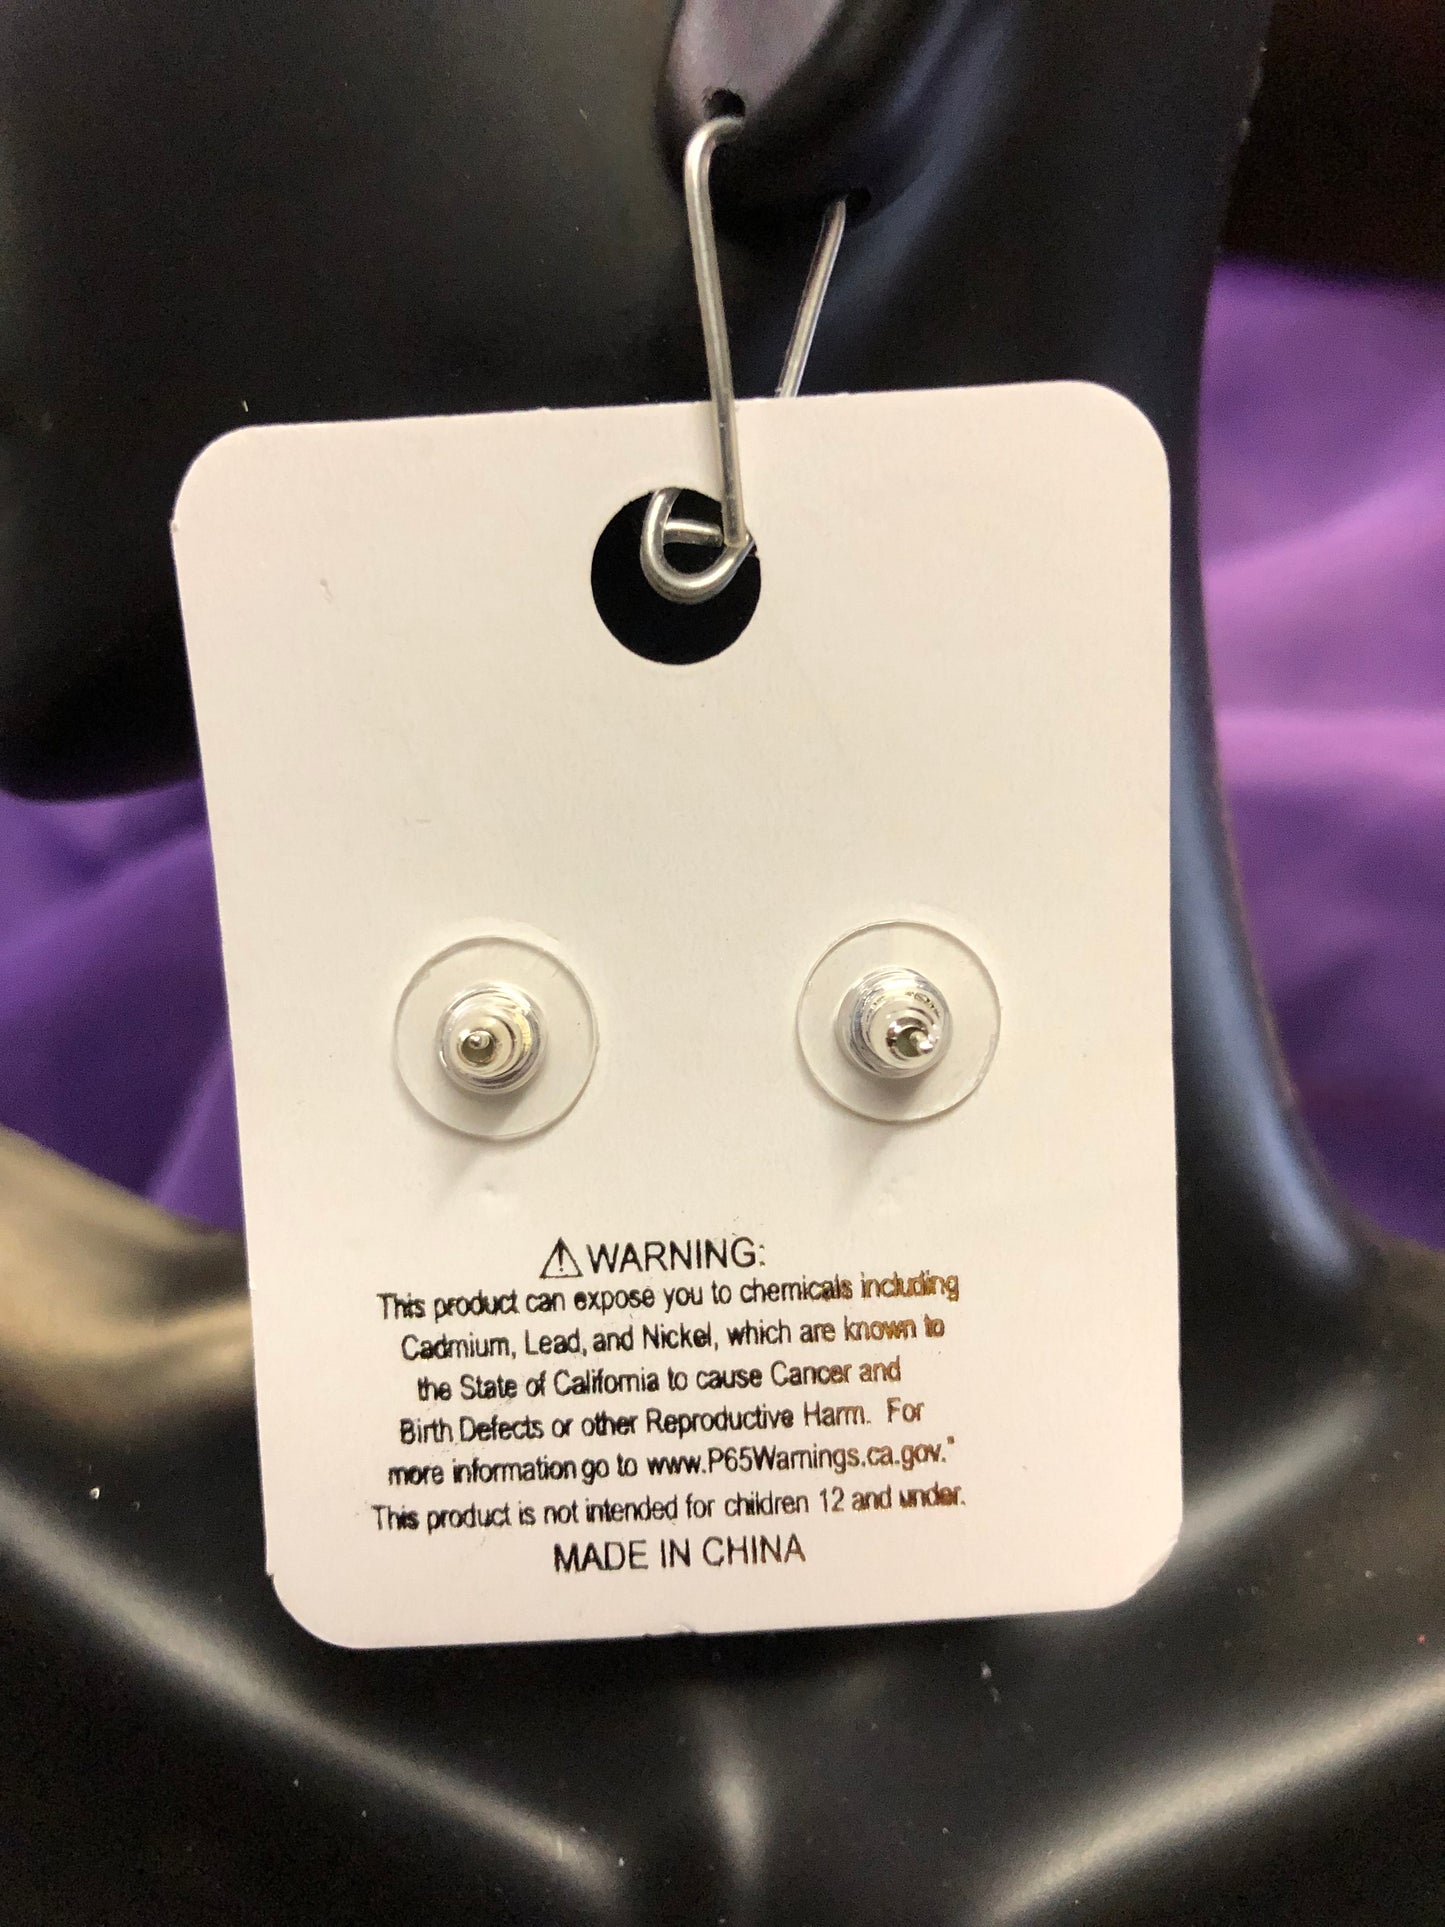 ⚠WARNING:
This product can expose you to chemicals including
Cadmium, Lead, and Nickel, which are known to
the State of California to cause Cancer and
Birth Defects or other Reproductive Harm. For
more information go to www.P65Warnings.ca.gov."
This product is not intended for children 12 and under.
MADE IN CHINA